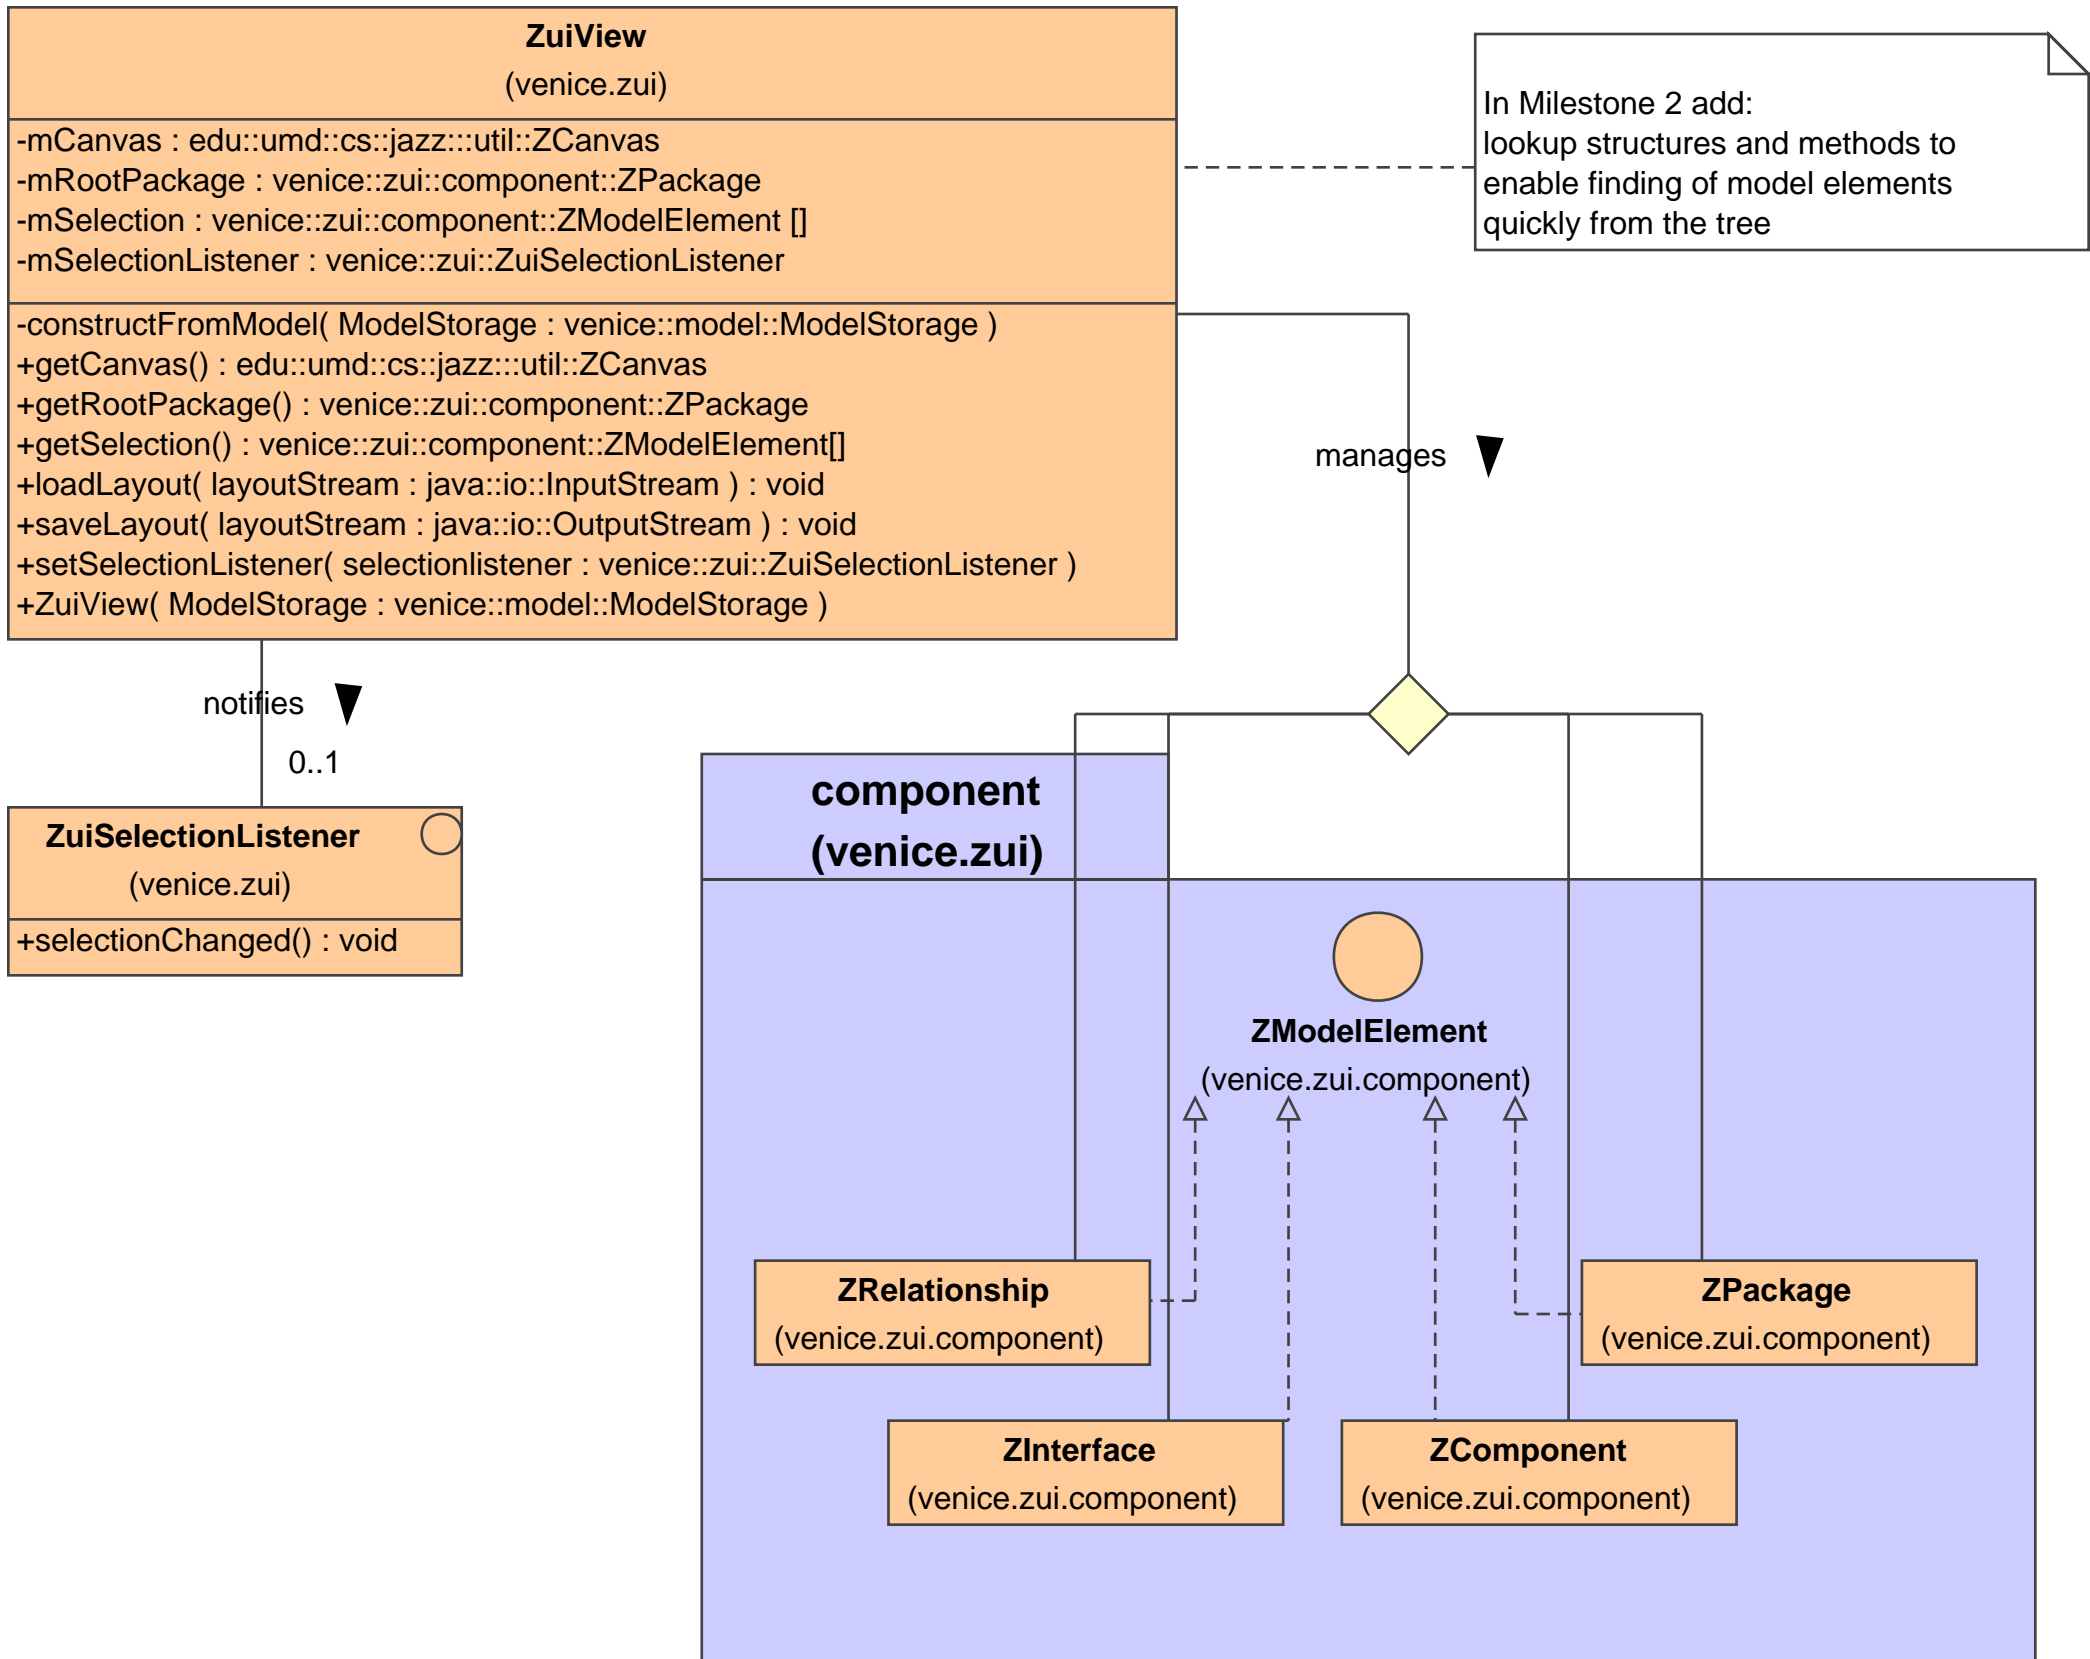 ZuiView
(venice.zui)
-mCanvas : edu::umd::cs::jazz:::util::ZCanvas
-mRootPackage : venice::zui::component::ZPackage
-mSelection : venice::zui::component::ZModelElement []
-mSelectionListener : venice::zui::ZuiSelectionListener
-constructFromModel( ModelStorage : venice::model::ModelStorage )
+getCanvas() : edu::umd::cs::jazz:::util::ZCanvas
+getRootPackage() : venice::zui::component::ZPackage
+getSelection() : venice::zui::component::ZModelElement[]
+loadLayout( layoutStream : java::io::InputStream ) : void
+saveLayout( layoutStream : java::io::OutputStream ) : void
+setSelectionListener( selectionlistener : venice::zui::ZuiSelectionListener )
+ZuiView( ModelStorage : venice::model::ModelStorage )
In Milestone 2 add:
lookup structures and methods to
enable finding of model elements
quickly from the tree
manages
notifies
0..1
ZuiSelectionListener
(venice.zui)
+selectionChanged() : void
component
(venice.zui)
ZModelElement
(venice.zui.component)
ZRelationship
(venice.zui.component)
ZPackage
(venice.zui.component)
ZInterface
(venice.zui.component)
ZComponent
(venice.zui.component)